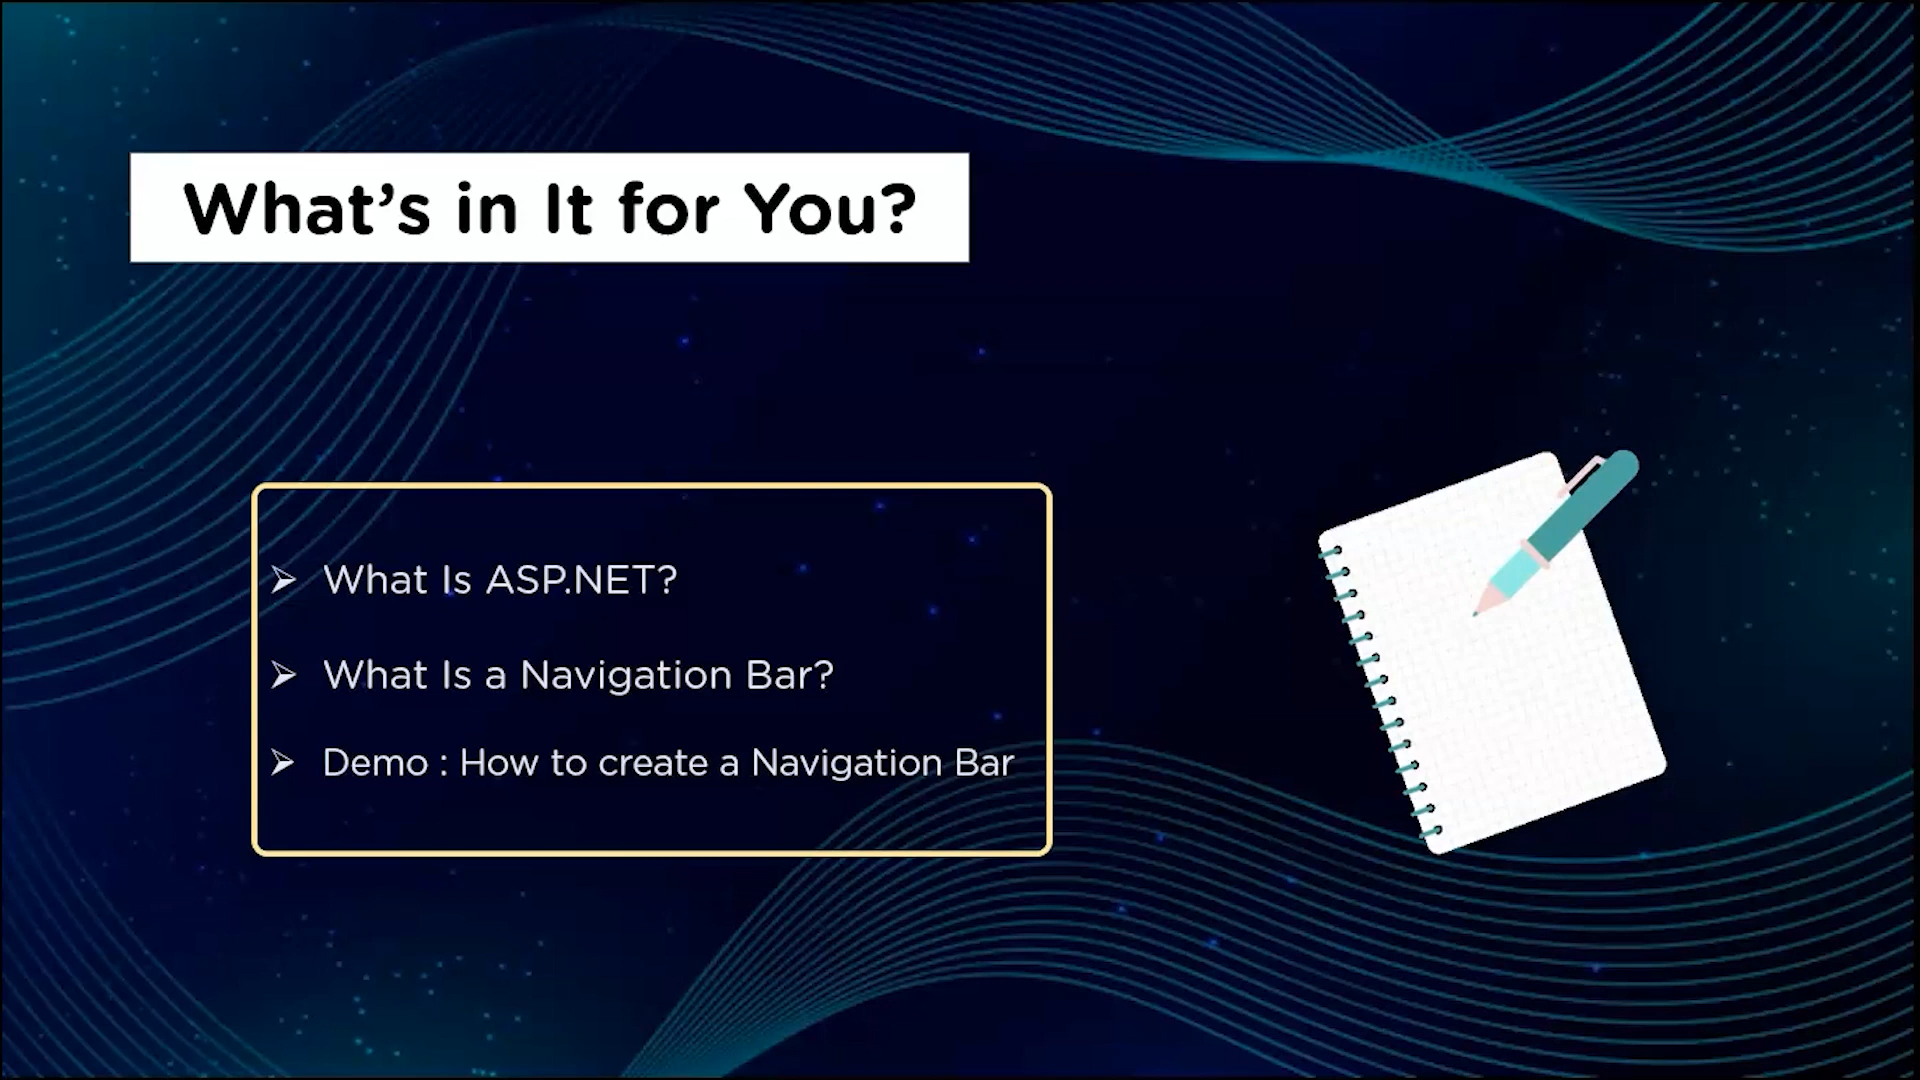 What’s in It for You?
➢ What Is ASP.NET?
➢ What Is a Navigation Bar?
➢ Demo : How to create a Navigation Bar